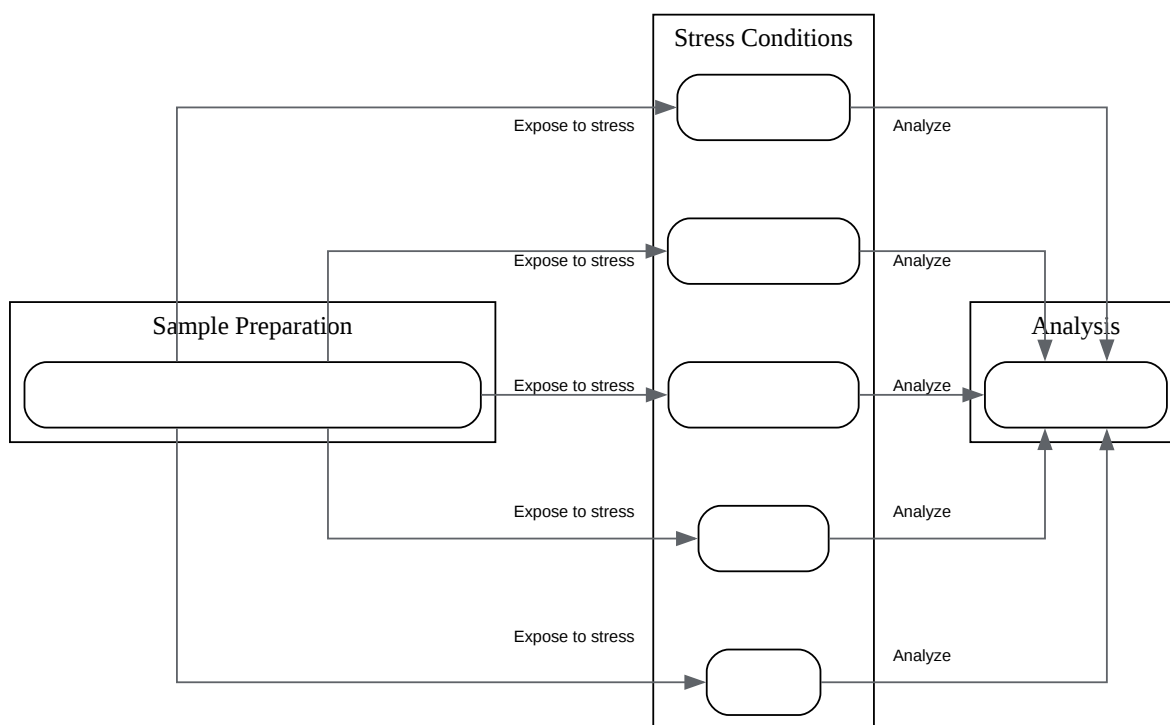 Stress Conditions
Expose to stress
Analyze
Expose to stress
Analyze
Sample Preparation
Analysis
Expose to stress
Analyze
Expose to stress
Analyze
Expose to stress
Analyze